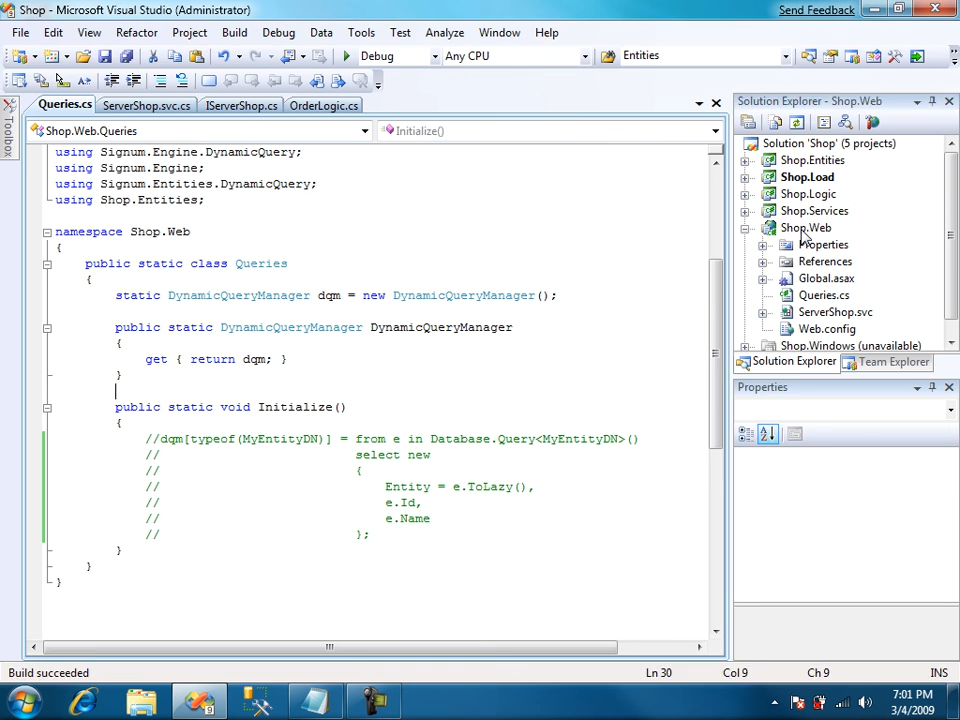 Shop - Microsoft Visual Studio (Administrator)
Send Feedback
File Edit View Refactor Project Build Debug Data Tools Test Analyze Window Help
Debug Any CPU Entities
Queries.cs ServerShop.svc.cs IServerShop.cs OrderLogic.cs
Toolbox
Shop.Web.Queries Initialize()
using Signum.Engine.DynamicQuery;
using Signum.Engine;
using Signum.Entities.DynamicQuery;
using Shop.Entities;
namespace Shop.Web
{
public static class Queries
{
static DynamicQueryManager dqm = new DynamicQueryManager();
public static DynamicQueryManager DynamicQueryManager
{
get { return dqm; }
}
public static void Initialize()
{
//dqm[typeof(MyEntityDN)] = from e in Database.Query<MyEntityDN>()
// select new
// {
// Entity = e.ToLazy(),
// e.Id,
// e.Name
// };
}
}
}
Solution Explorer - Shop.Web
Solution 'Shop' (5 projects)
Shop.Entities
Shop.Load
Shop.Logic
Shop.Services
Shop.Web
Properties
References
Global.asax
Queries.cs
ServerShop.svc
Web.config
Shop.Windows (unavailable)
Solution Explorer Team Explorer
Properties
Build succeeded Ln 30 Col 9 Ch 9 INS
7:01 PM
3/4/2009